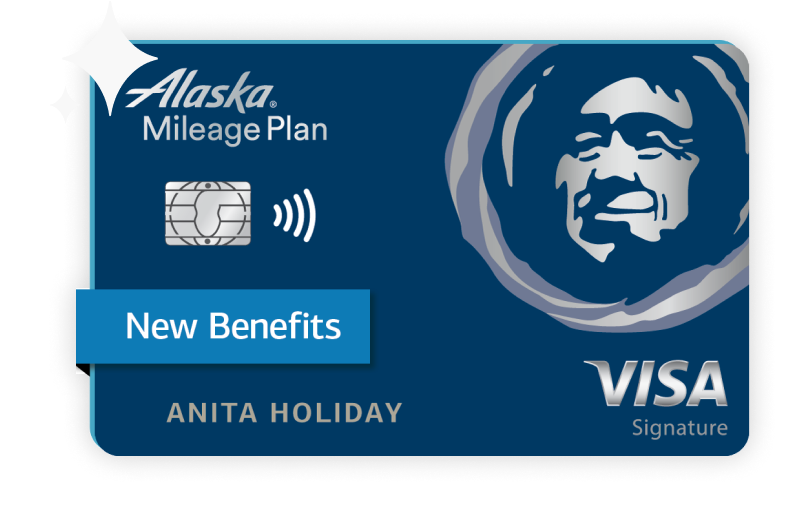 Alaska®
Mileage Plan
New Benefits
ANITA HOLIDAY
VISA
Signature